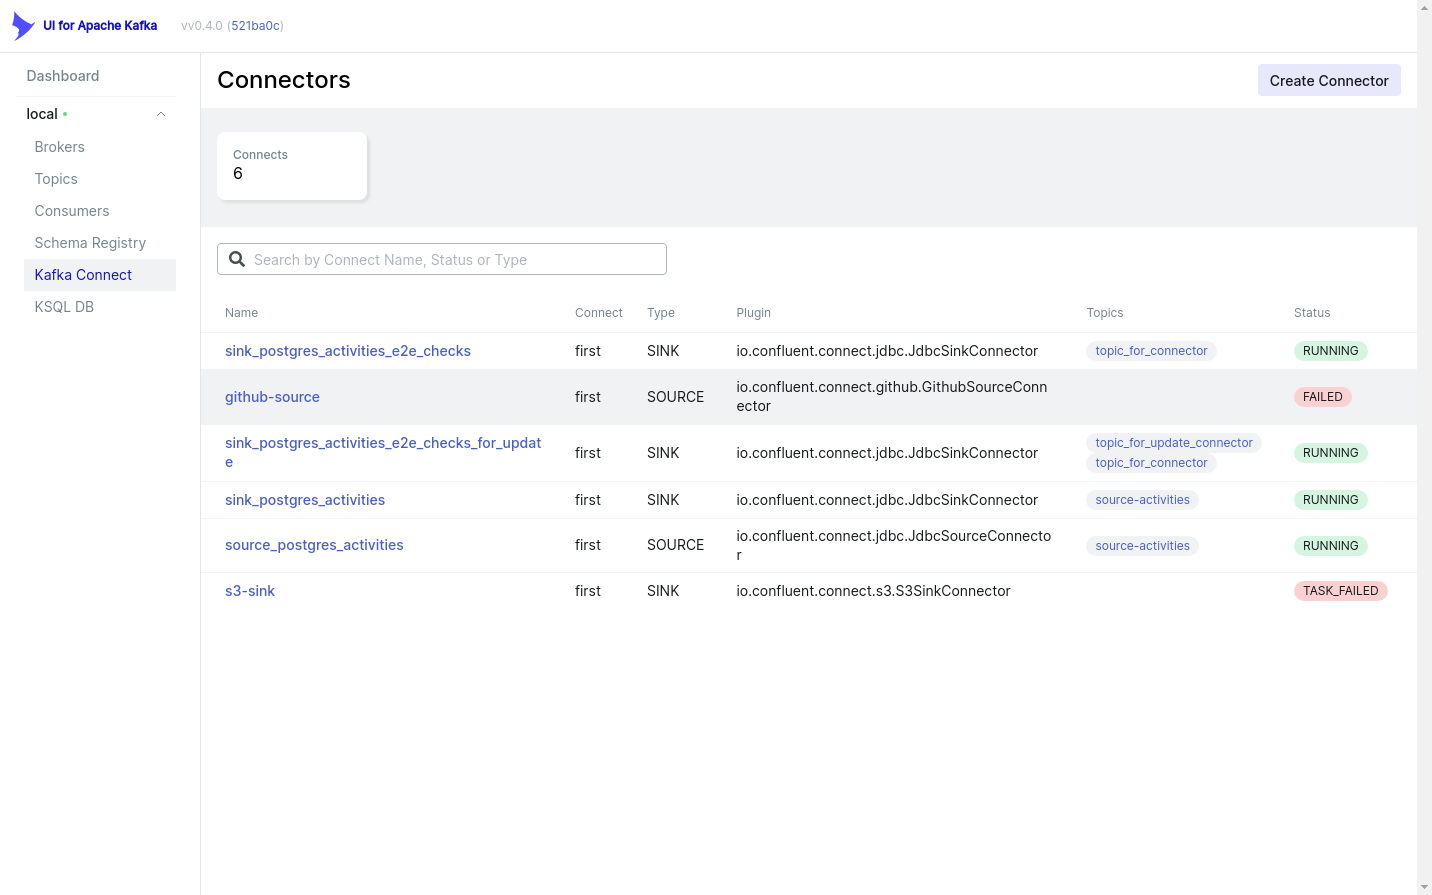 UI for Apache Kafka vv0.4.0 (521ba0c)
Dashboard
local
Brokers
Topics
Consumers
Schema Registry
Kafka Connect
KSQL DB
Connectors Create Connector
Connects
6
Search by Connect Name, Status or Type
Name Connect Type Plugin Topics Status
sink_postgres_activities_e2e_checks first SINK io.confluent.connect.jdbc.JdbcSinkConnector topic_for_connector RUNNING
github-source first SOURCE io.confluent.connect.github.GithubSourceConn FAILED
ector
sink_postgres_activities_e2e_checks_for_updat first SINK io.confluent.connect.jdbc.JdbcSinkConnector topic_for_update_connector RUNNING
e topic_for_connector
sink_postgres_activities first SINK io.confluent.connect.jdbc.JdbcSinkConnector source-activities RUNNING
source_postgres_activities first SOURCE io.confluent.connect.jdbc.JdbcSourceConnecto source-activities RUNNING
r
s3-sink first SINK io.confluent.connect.s3.S3SinkConnector TASK_FAILED